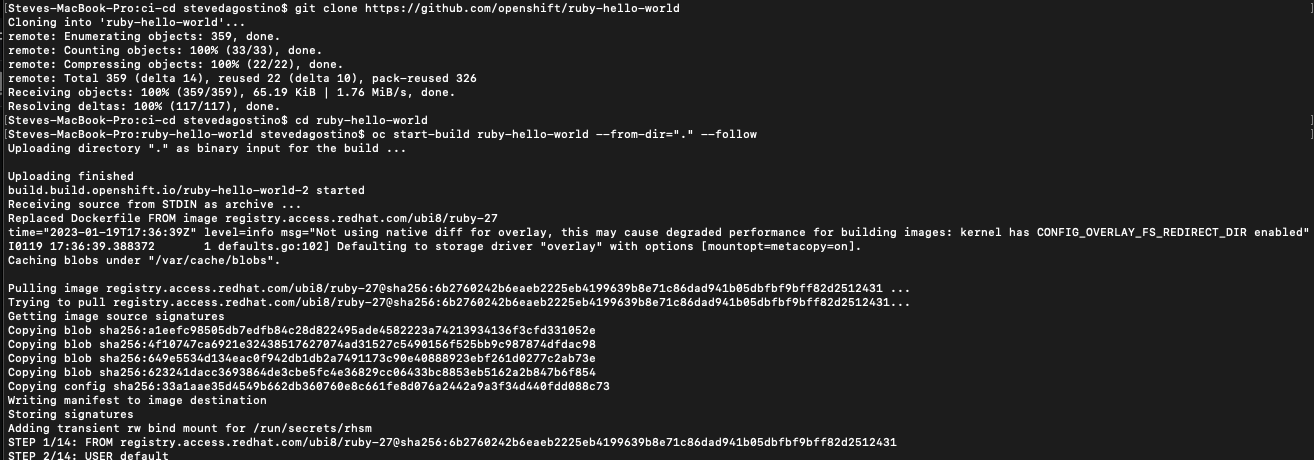 [Steves-MacBook-Pro:ci-cd stevedagostino$ git clone https://github.com/openshift/ruby-hello-world ]
Cloning into 'ruby-hello-world'...
remote: Enumerating objects: 359, done.
remote: Counting objects: 100% (33/33), done.
remote: Compressing objects: 100% (22/22), done.
remote: Total 359 (delta 14), reused 22 (delta 10), pack-reused 326
Receiving objects: 100% (359/359), 65.19 KiB | 1.76 MiB/s, done.
Resolving deltas: 100% (117/117), done.
[Steves-MacBook-Pro:ci-cd stevedagostino$ cd ruby-hello-world ]
[Steves-MacBook-Pro:ruby-hello-world stevedagostino$ oc start-build ruby-hello-world --from-dir="." --follow ]
Uploading directory "." as binary input for the build ...
Uploading finished
build.build.openshift.io/ruby-hello-world-2 started
Receiving source from STDIN as archive ...
Replaced Dockerfile FROM image registry.access.redhat.com/ubi8/ruby-27
time="2023-01-19T17:36:39Z" level=info msg="Not using native diff for overlay, this may cause degraded performance for building images: kernel has CONFIG_OVERLAY_FS_REDIRECT_DIR enabled"
I0119 17:36:39.388372 1 defaults.go:102] Defaulting to storage driver "overlay" with options [mountopt=metacopy=on].
Caching blobs under "/var/cache/blobs".
Pulling image registry.access.redhat.com/ubi8/ruby-27@sha256:6b2760242b6eaeb2225eb4199639b8e71c86dad941b05dbfbf9bff82d2512431 ...
Trying to pull registry.access.redhat.com/ubi8/ruby-27@sha256:6b2760242b6eaeb2225eb4199639b8e71c86dad941b05dbfbf9bff82d2512431...
Getting image source signatures
Copying blob sha256:a1eefc98505db7edfb84c28d822495ade4582223a74213934136f3cfd331052e
Copying blob sha256:4f10747ca6921e32438517627074ad31527c5490156f525bb9c987874dfdac98
Copying blob sha256:649e5534d134eac0f942db1db2a7491173c90e40888923ebf261d0277c2ab73e
Copying blob sha256:623241dacc3693864de3cbe5fc4e36829cc06433bc8853eb5162a2b847b6f854
Copying config sha256:33a1aae35d4549b662db360760e8c661fe8d076a2442a9a3f34d440fdd088c73
Writing manifest to image destination
Storing signatures
Adding transient rw bind mount for /run/secrets/rhsm
STEP 1/14: FROM registry.access.redhat.com/ubi8/ruby-27@sha256:6b2760242b6eaeb2225eb4199639b8e71c86dad941b05dbfbf9bff82d2512431
STEP 2/14: USER default